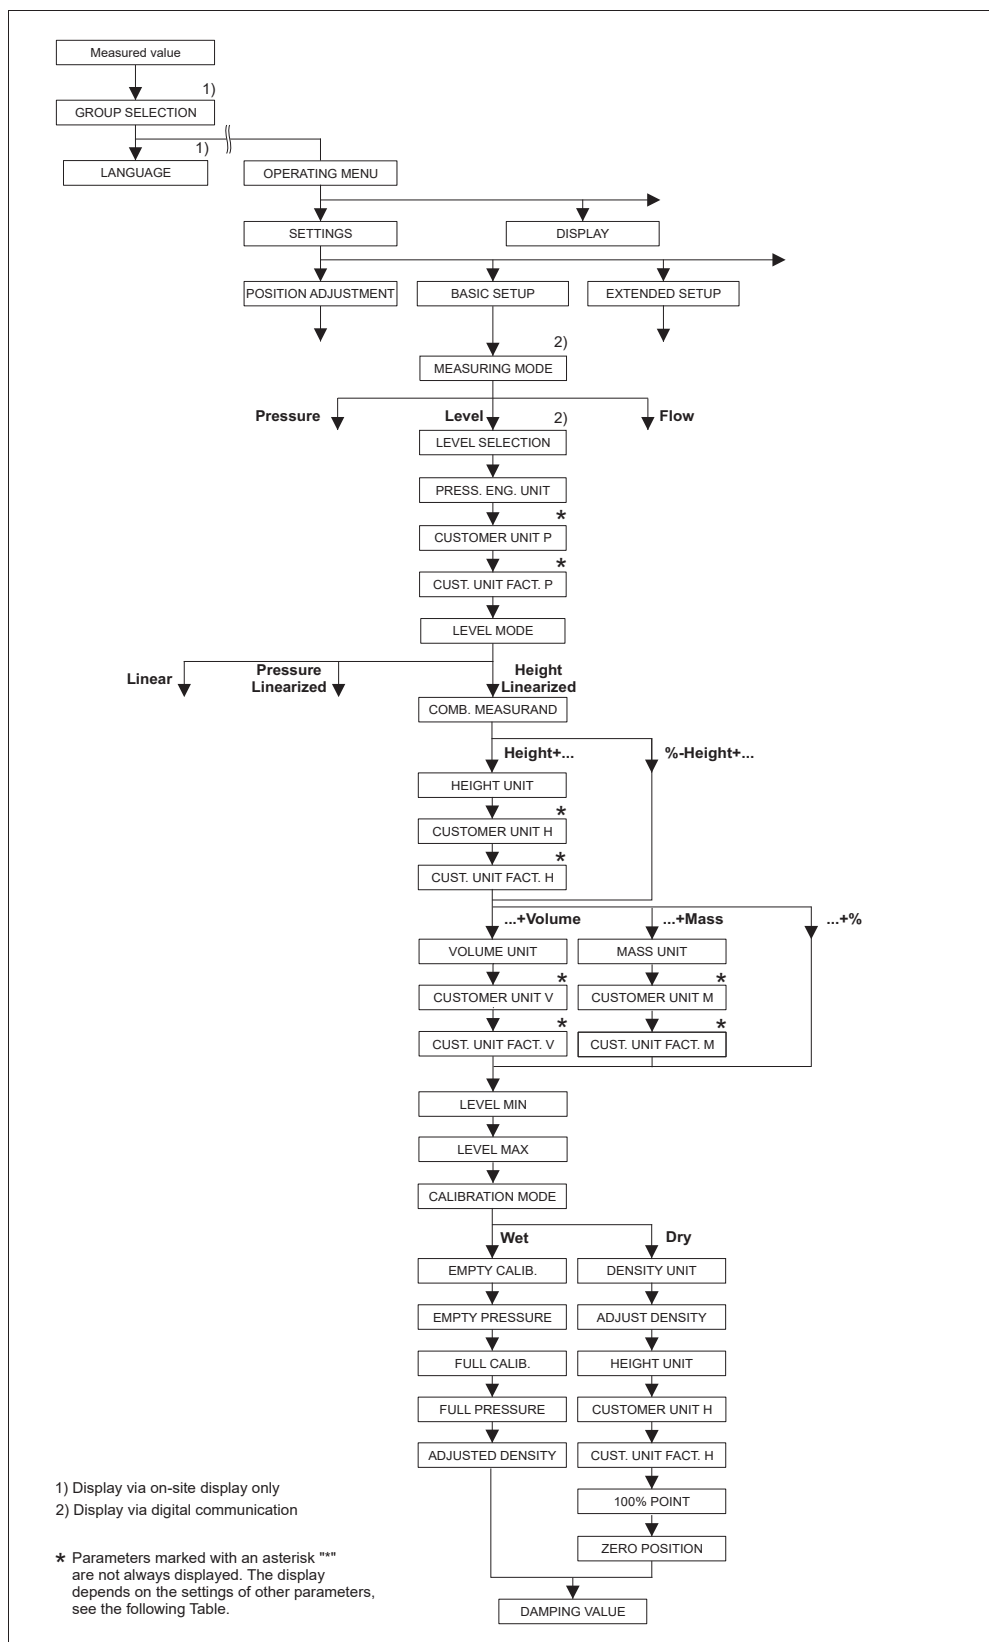 Measured value
1)
GROUP SELECTION
1)
LANGUAGE
OPERATING MENU
SETTINGS
DISPLAY
POSITION ADJUSTMENT
BASIC SETUP
EXTENDED SETUP
2)
MEASURING MODE
Pressure
Level
2)
Flow
LEVEL SELECTION
PRESS. ENG. UNIT
*
CUSTOMER UNIT P
*
CUST. UNIT FACT. P
LEVEL MODE
Linear
Pressure
Linearized
Height
Linearized
COMB. MEASURAND
Height+...
%-Height+...
HEIGHT UNIT
*
CUSTOMER UNIT H
*
CUST. UNIT FACT. H
...+Volume
...+Mass
...+%
VOLUME UNIT
MASS UNIT
*
*
CUSTOMER UNIT V
CUSTOMER UNIT M
*
*
CUST. UNIT FACT. V
CUST. UNIT FACT. M
LEVEL MIN
LEVEL MAX
CALIBRATION MODE
Wet
Dry
EMPTY CALIB.
DENSITY UNIT
EMPTY PRESSURE
ADJUST DENSITY
FULL CALIB.
HEIGHT UNIT
FULL PRESSURE
CUSTOMER UNIT H
ADJUSTED DENSITY
CUST. UNIT FACT. H
100% POINT
ZERO POSITION
DAMPING VALUE
1) Display via on-site display only
2) Display via digital communication
* Parameters marked with an asterisk "*"
are not always displayed. The display
depends on the settings of other parameters,
see the following Table.